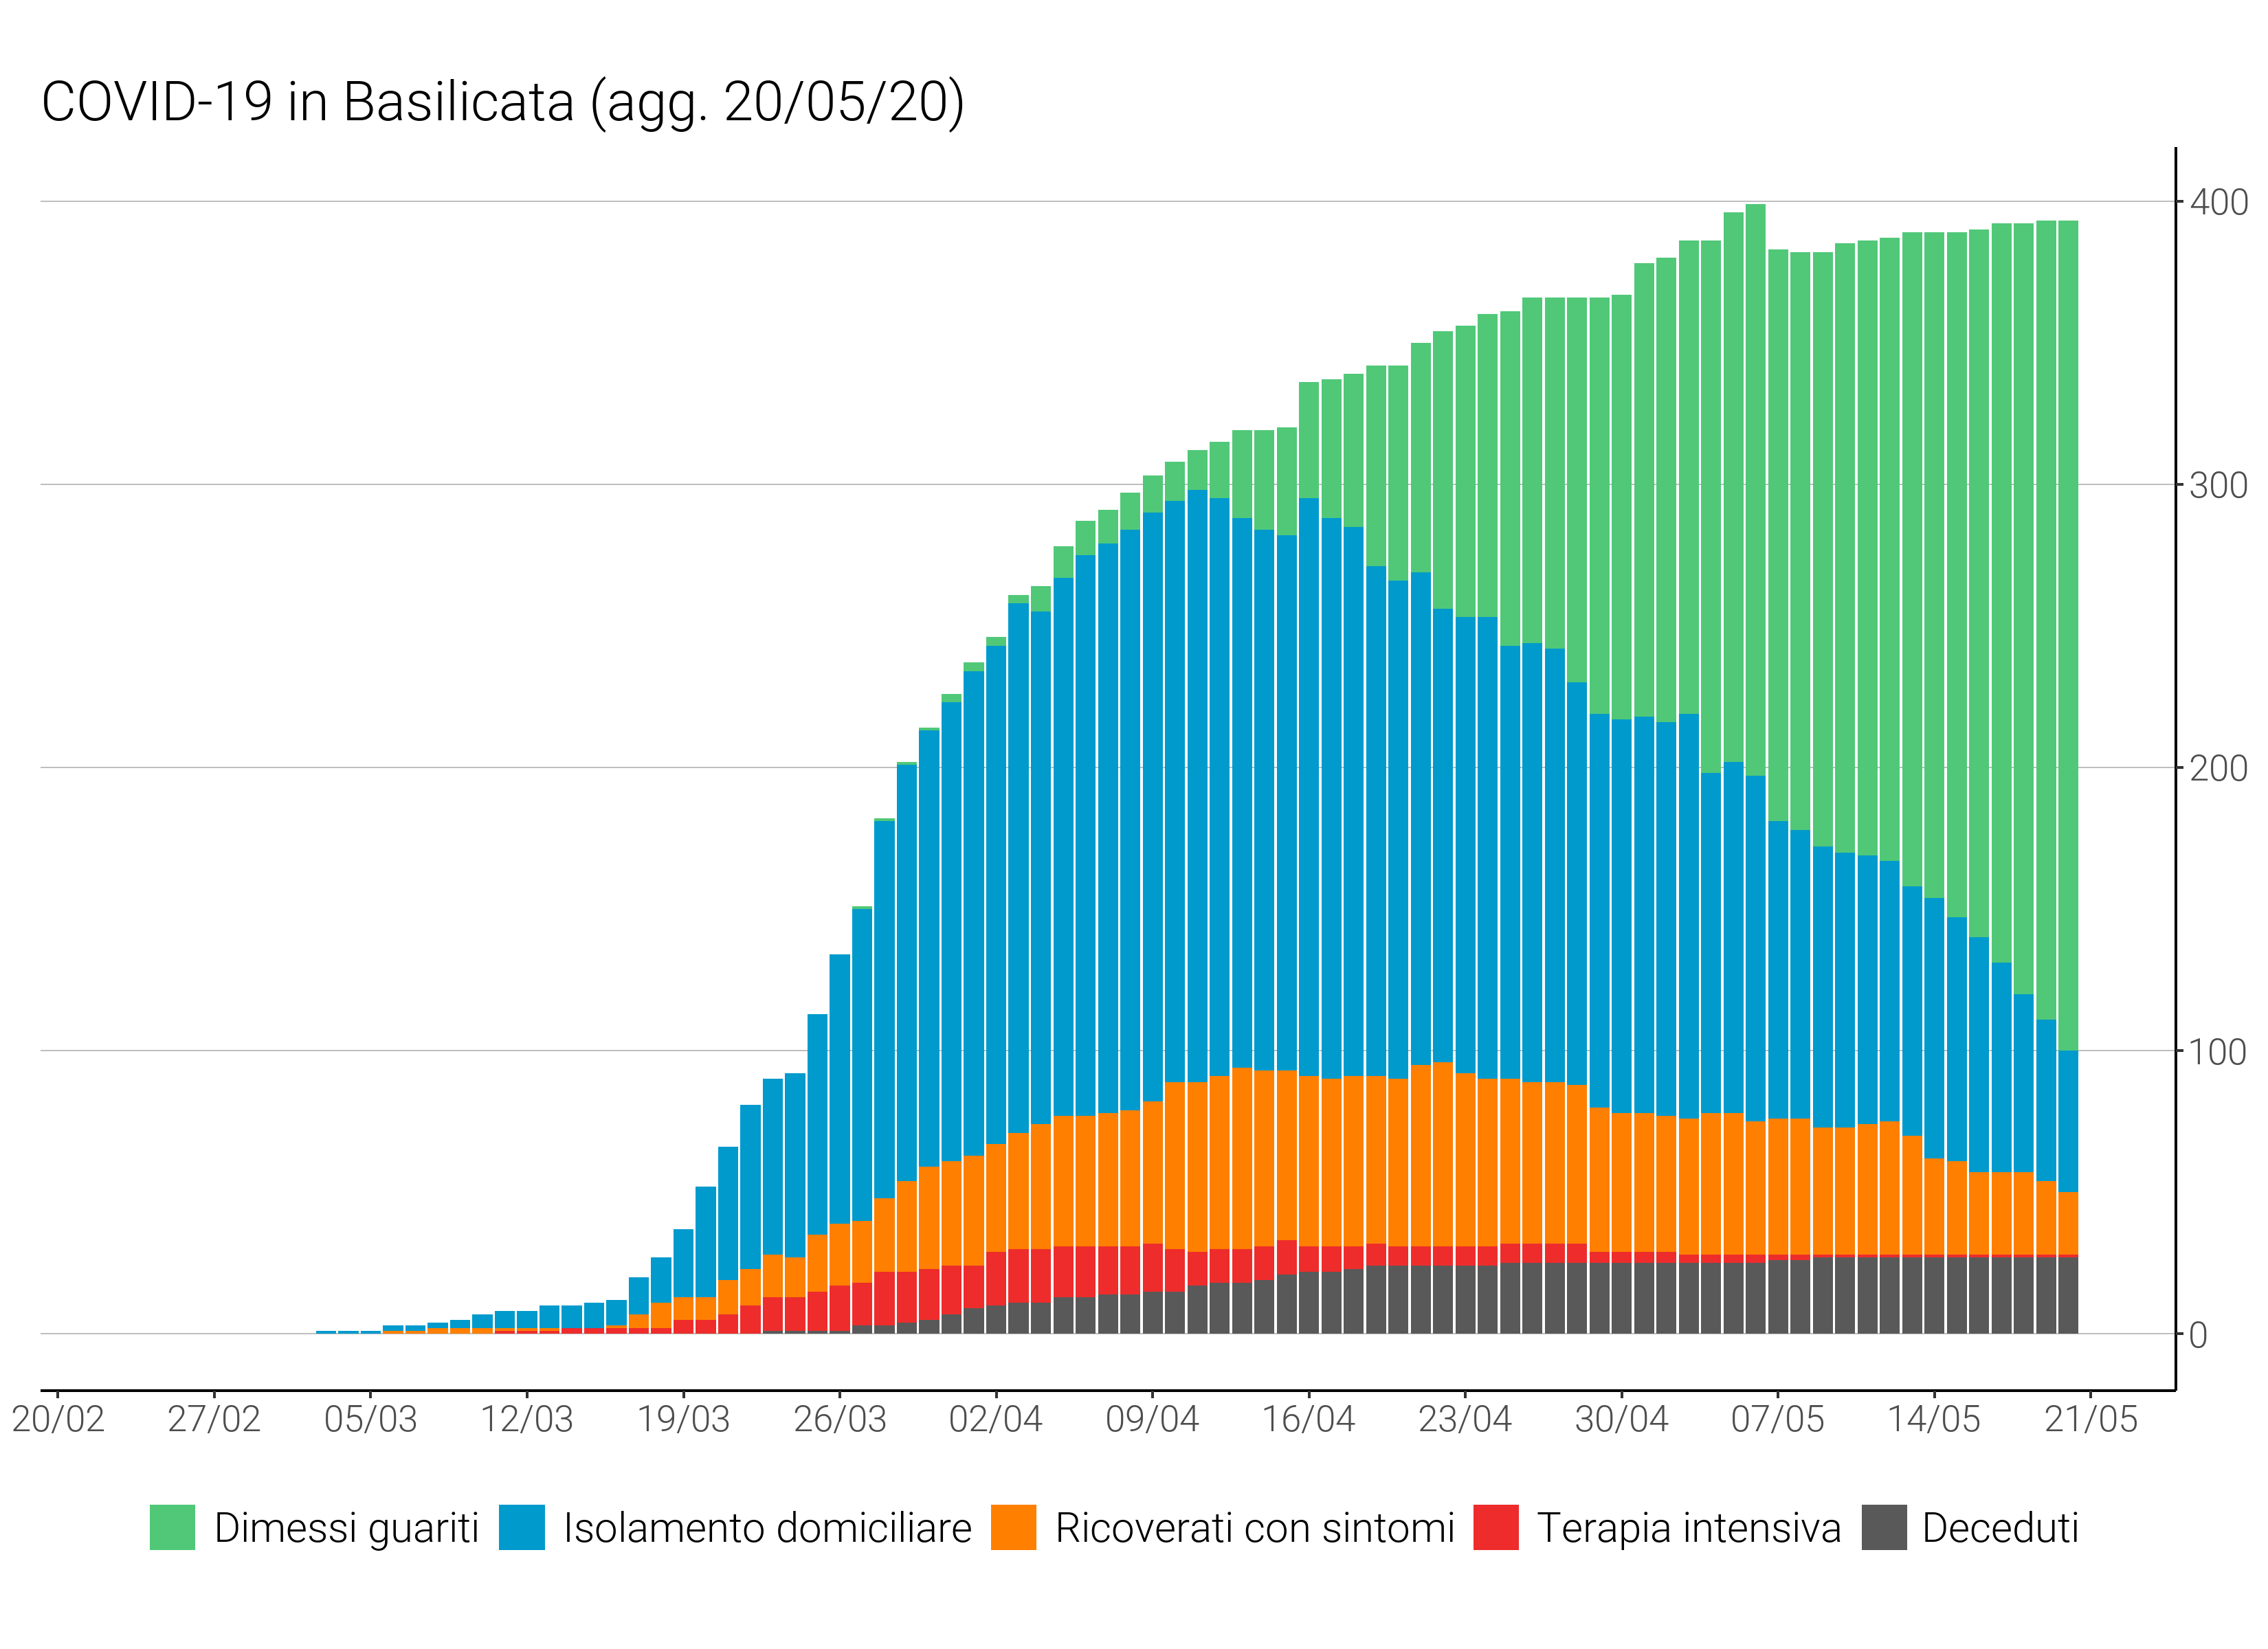 COVID-19 in Basilicata (agg. 20/05/20)
400
300
200
100
0
20/02 27/02 05/03 12/03 19/03 26/03 02/04 09/04 16/04 23/04 30/04 07/05 14/05 21/05
Dimessi guariti Isolamento domiciliare Ricoverati con sintomi Terapia intensiva Deceduti